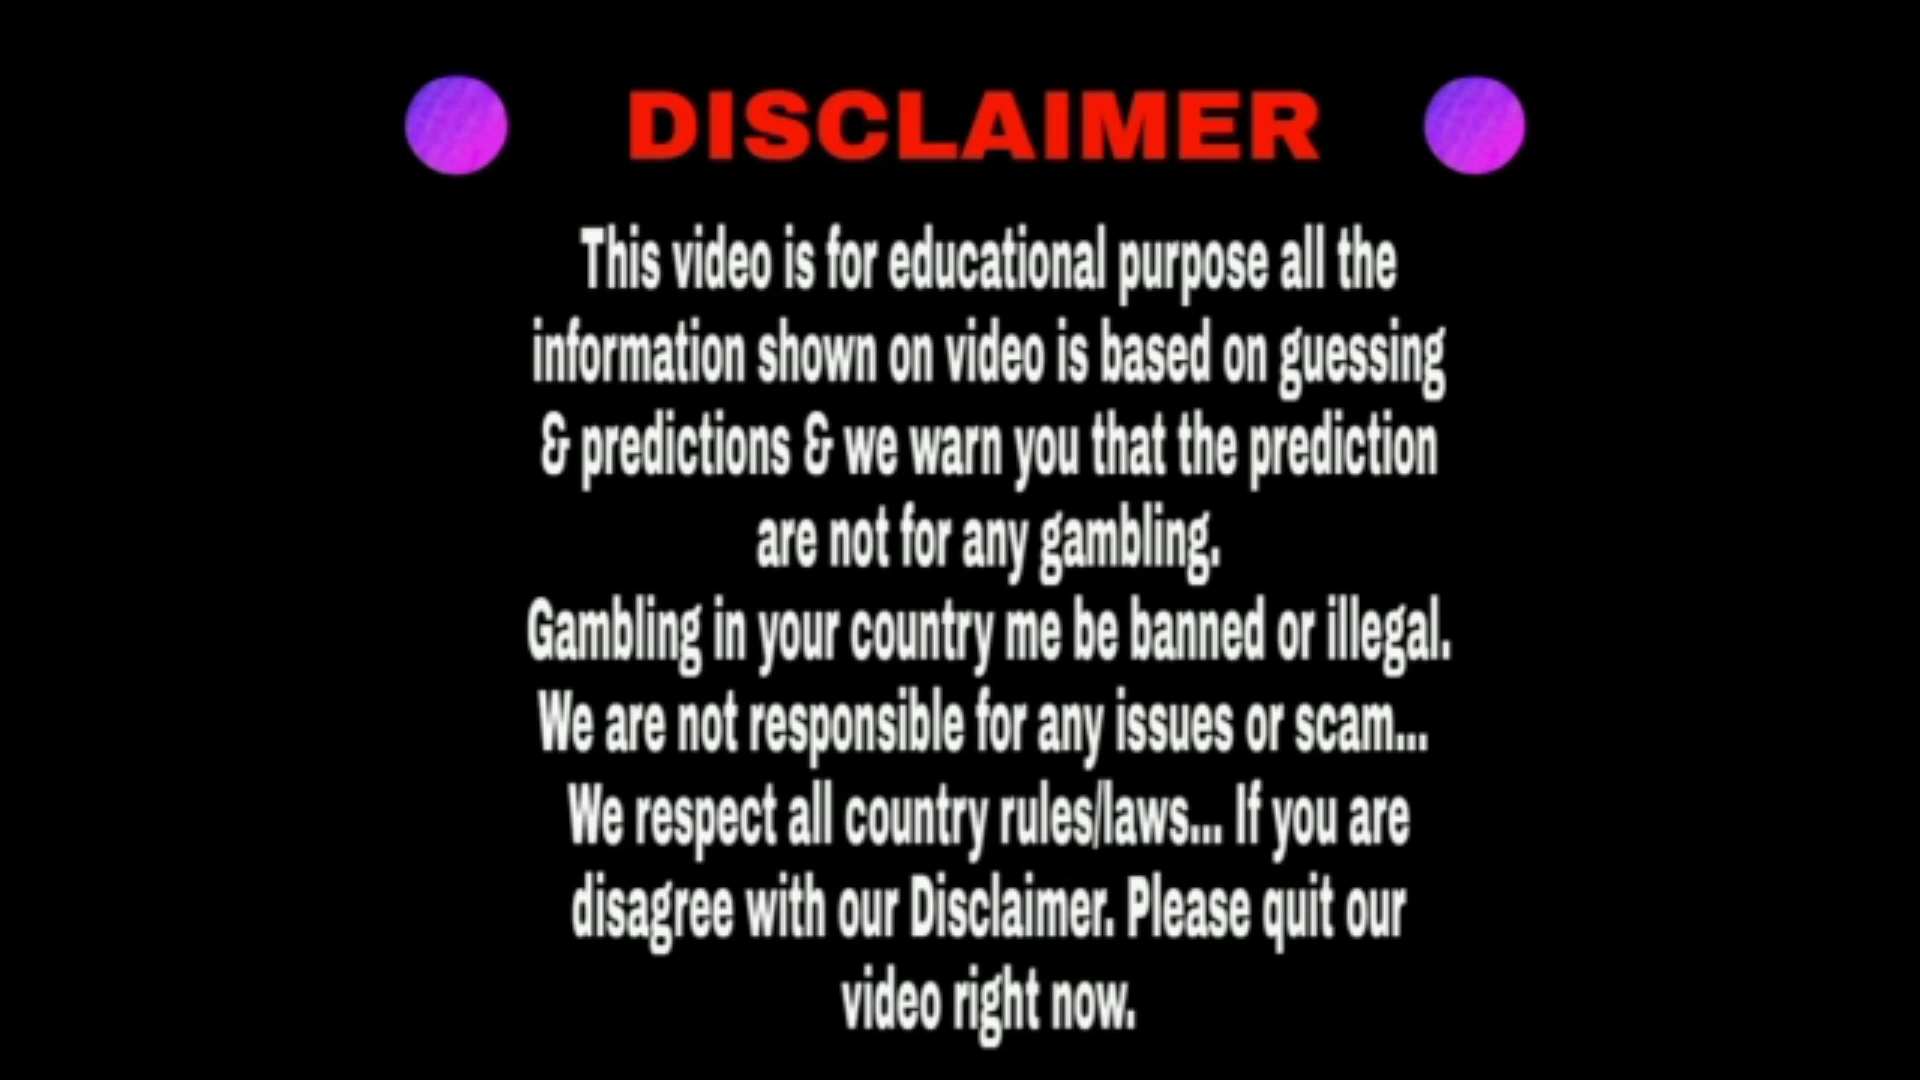 DISCLAIMER
This video is for educational purpose all the
information shown on video is based on guessing
& predictions & we warn you that the prediction
are not for any gambling.
Gambling in your country me be banned or illegal.
We are not responsible for any issues or scam...
We respect all country rules/laws... If you are
disagree with our Disclaimer. Please quit our
video right now.